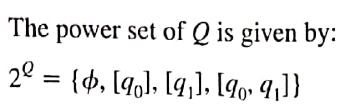 The power set of Q is given by:
2^Q = {ϕ, [q₀], [q₁], [q₀, q₁]}